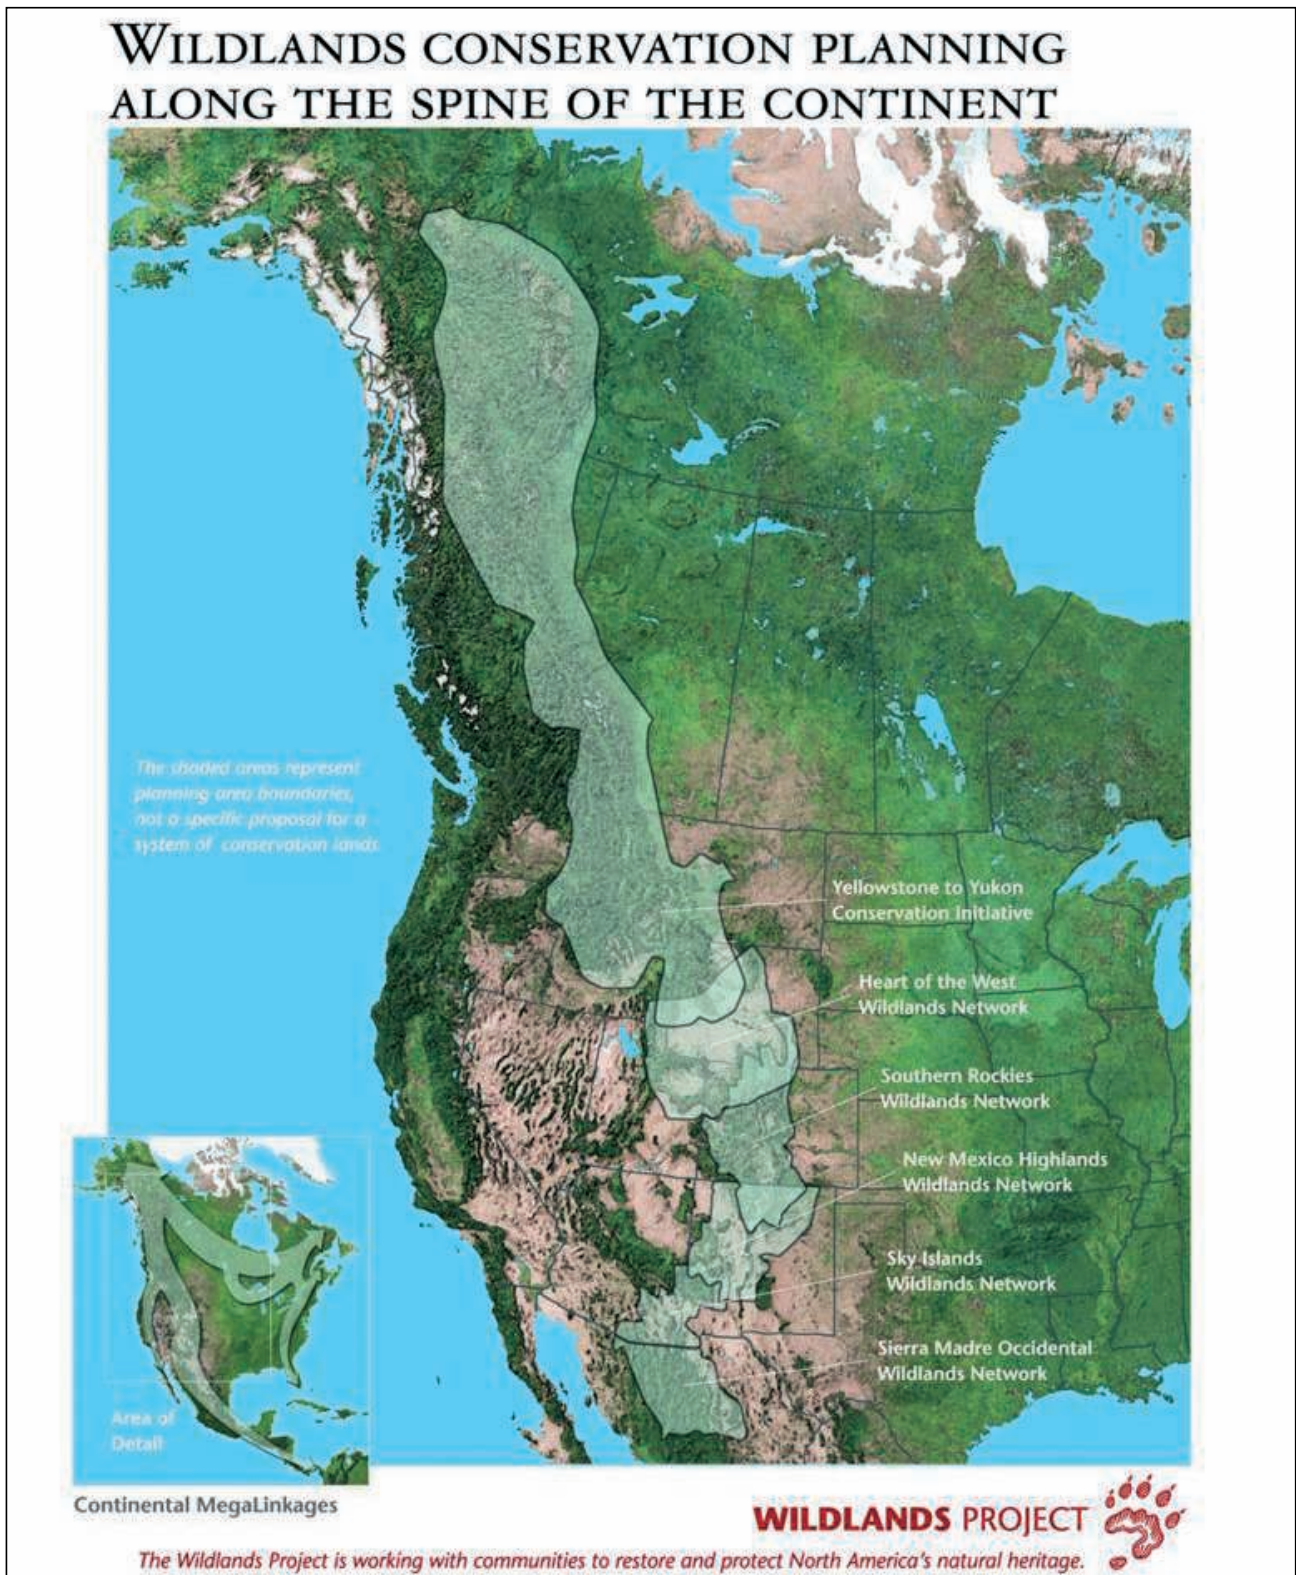 WILDLANDS CONSERVATION PLANNING
ALONG THE SPINE OF THE CONTINENT
The shaded areas represent
planning area boundaries,
not a specific proposal for a
system of conservation lands
Yellowstone to Yukon
Conservation Initiative
Heart of the West
Wildlands Network
Southern Rockies
Wildlands Network
New Mexico Highlands
Wildlands Network
Sky Islands
Wildlands Network
Sierra Madre Occidental
Wildlands Network
Area of
Detail
Continental MegaLinkages
WILDLANDS PROJECT
The Wildlands Project is working with communities to restore and protect North America's natural heritage.